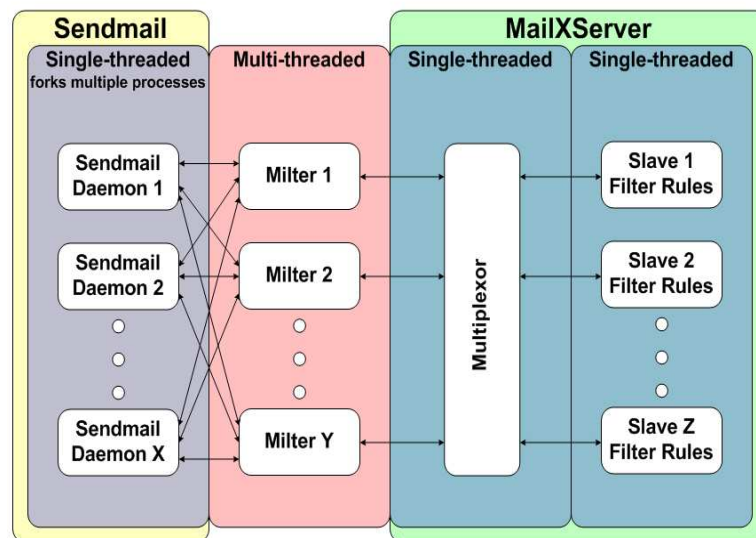 Sendmail
MailXServer
Single-threaded
forks multiple processes
Multi-threaded
Single-threaded
Single-threaded
Sendmail
Daemon 1
Milter 1
Slave 1
Filter Rules
Sendmail
Daemon 2
Milter 2
Multiplexor
Slave 2
Filter Rules
Sendmail
Daemon X
Milter Y
Slave Z
Filter Rules